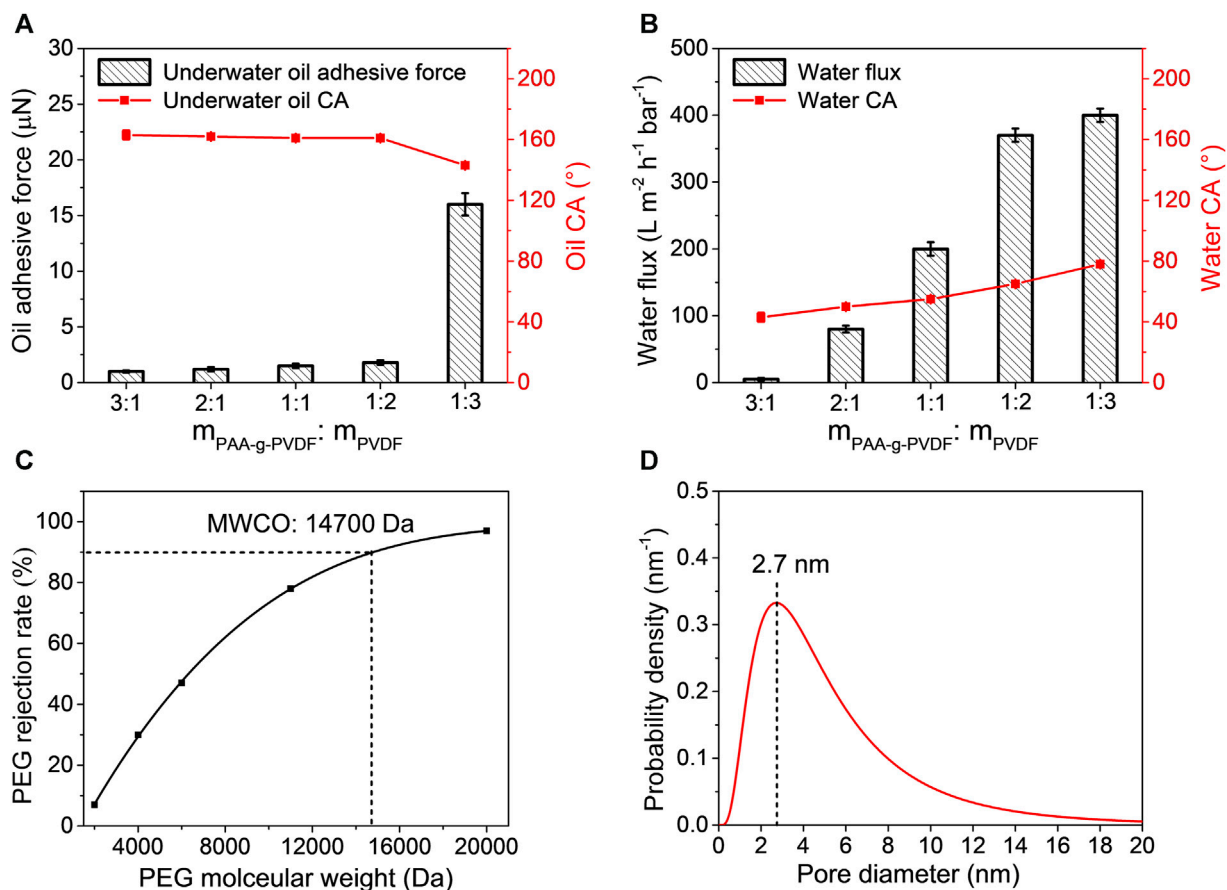 A
Underwater oil adhesive force
Underwater oil CA
Oil adhesive force (μN)
30
25
20
15
10
5
0
200
160
120
80
40
0
Oil CA (°)
3:1 2:1 1:1 1:2 1:3
mPAA-g-PVDF: mPVDF
B
Water flux
Water CA
Water flux (L m-2 h-1 bar-1)
500
400
300
200
100
0
200
160
120
80
40
0
Water CA (°)
3:1 2:1 1:1 1:2 1:3
mPAA-g-PVDF: mPVDF
C
MWCO: 14700 Da
PEG rejection rate (%)
100
80
60
40
20
0
4000 8000 12000 16000 20000
PEG molceular weight (Da)
D
2.7 nm
Probability density (nm-1)
0.5
0.4
0.3
0.2
0.1
0.0
0 2 4 6 8 10 12 14 16 18 20
Pore diameter (nm)